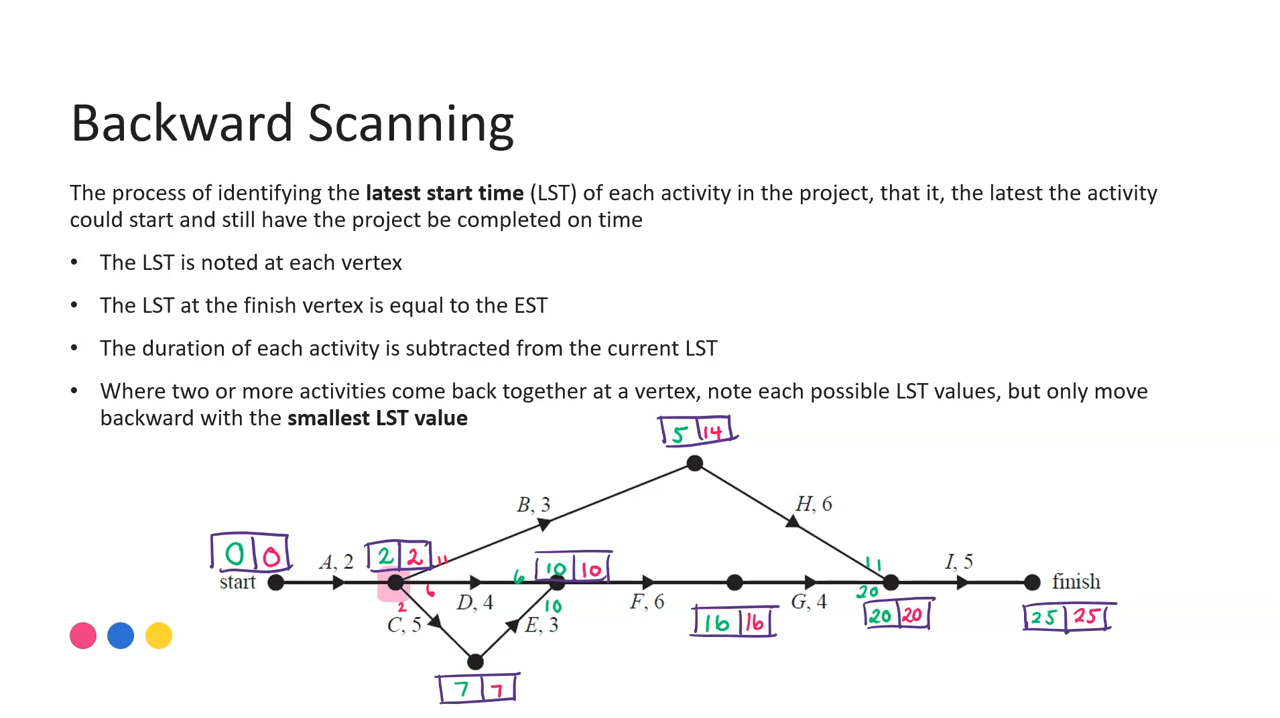 Backward Scanning
The process of identifying the latest start time (LST) of each activity in the project, that it, the latest the activity
could start and still have the project be completed on time
• The LST is noted at each vertex
• The LST at the finish vertex is equal to the EST
• The duration of each activity is subtracted from the current LST
• Where two or more activities come back together at a vertex, note each possible LST values, but only move
backward with the smallest LST value
5 14
B, 3
H, 6
0 0
A, 2
2 2
11
6
10 10
11
I, 5
start
finish
2
6
D, 4
10
F, 6
G, 4
20
20 20
25 25
C, 5
E, 3
16 16
7 7